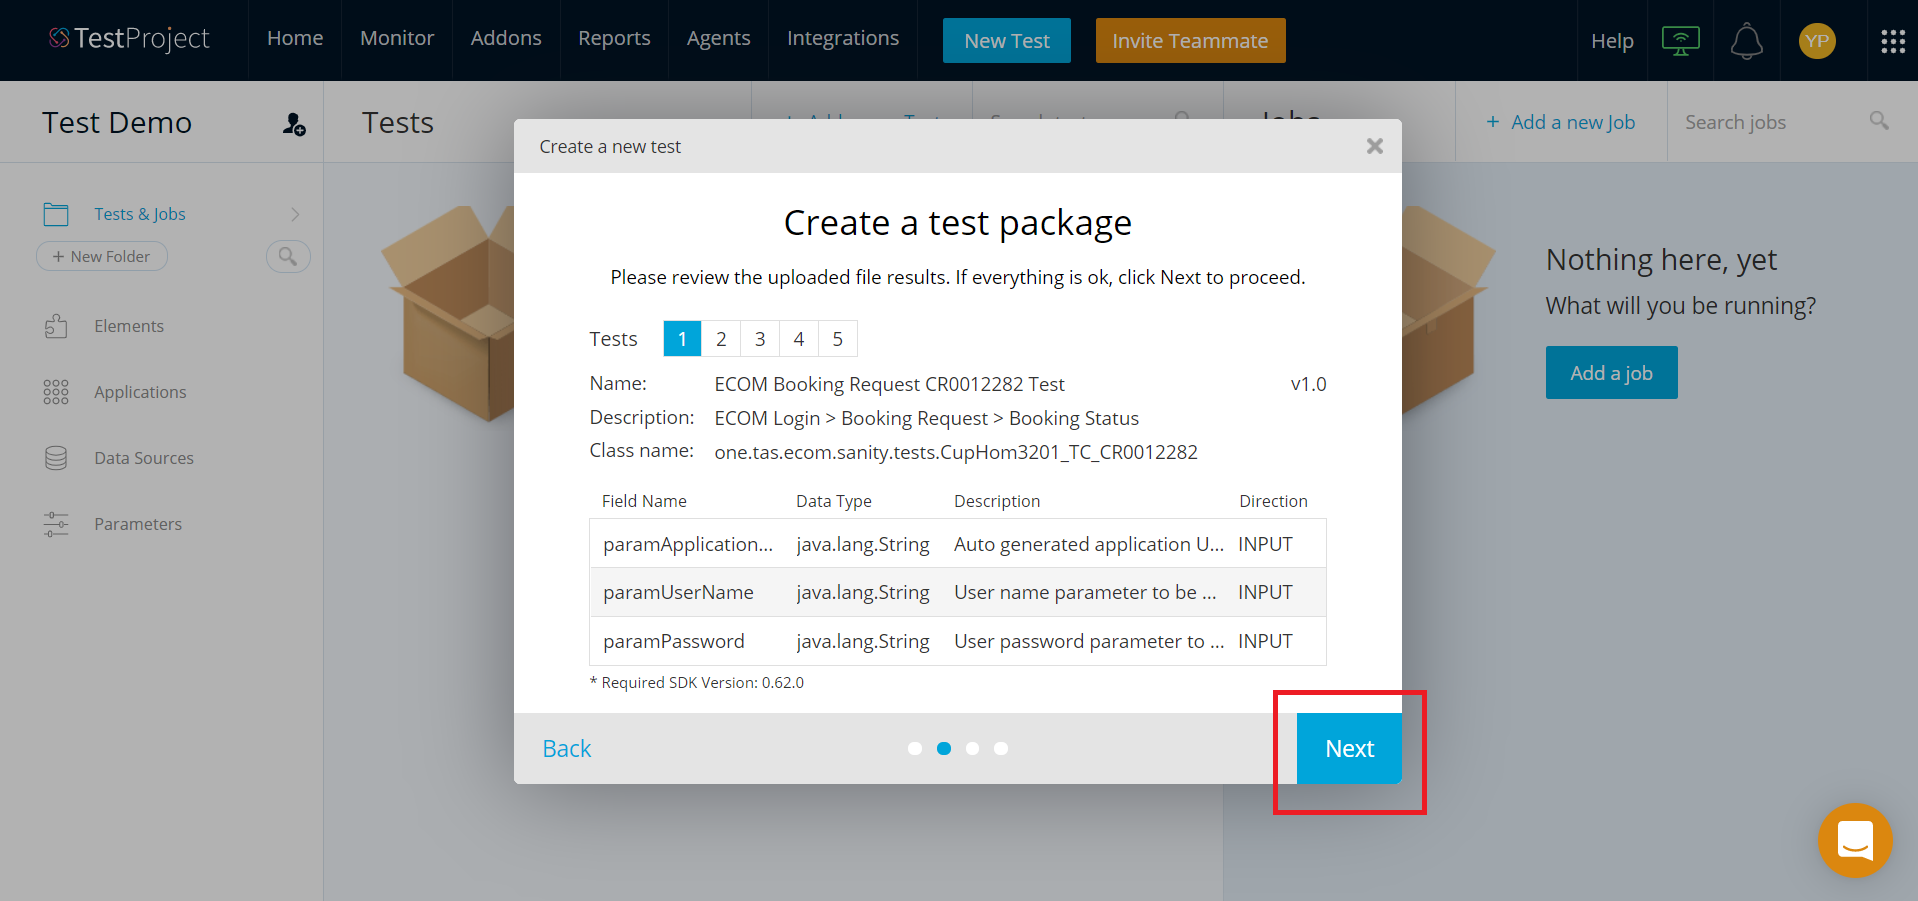 TestProject
Home
Monitor
Addons
Reports
Agents
Integrations
New Test
Invite Teammate
Help
YP
Test Demo
Tests
+ Add a new Job
Search jobs
Tests & Jobs
+ New Folder
Elements
Applications
Data Sources
Parameters
Create a new test
Create a test package
Please review the uploaded file results. If everything is ok, click Next to proceed.
Tests 1 2 3 4 5
Name: ECOM Booking Request CR0012282 Test v1.0
Description: ECOM Login > Booking Request > Booking Status
Class name: one.tas.ecom.sanity.tests.CupHom3201_TC_CR0012282
Field Name Data Type Description Direction
paramApplication... java.lang.String Auto generated application U... INPUT
paramUserName java.lang.String User name parameter to be ... INPUT
paramPassword java.lang.String User password parameter to ... INPUT
* Required SDK Version: 0.62.0
Back
Next
Nothing here, yet
What will you be running?
Add a job